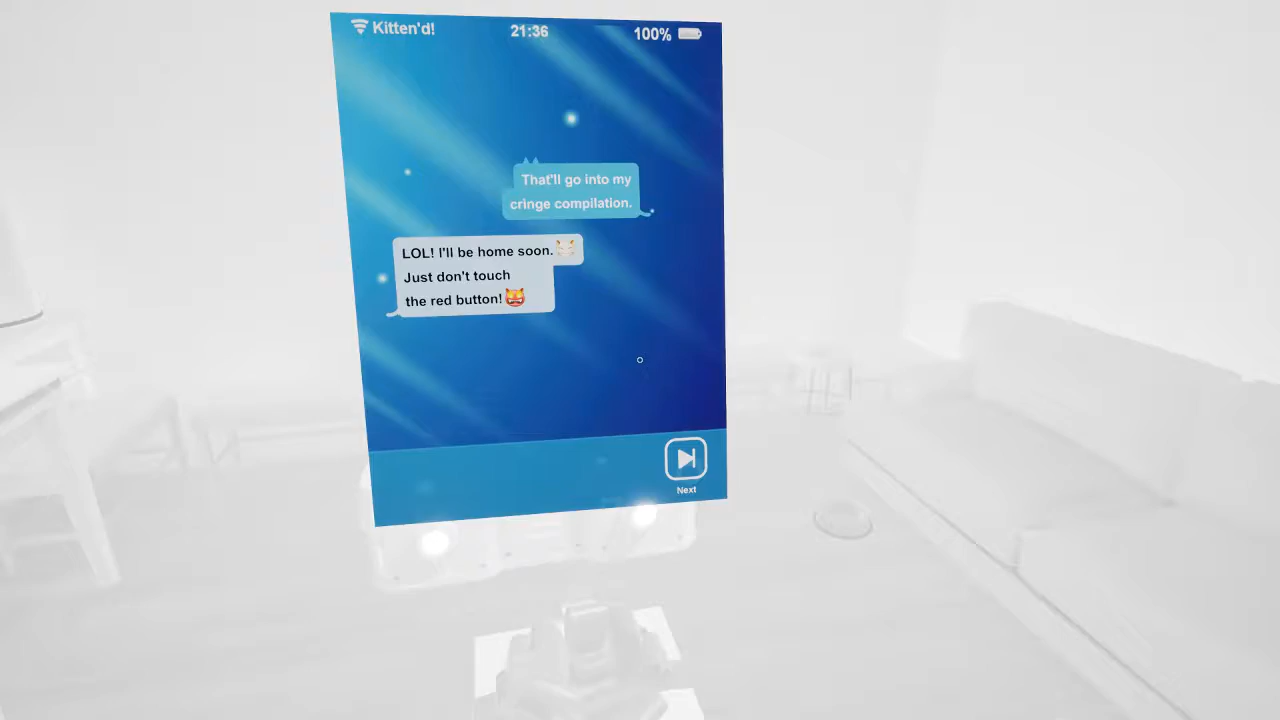 Kitten'd! 21:36 100%
That'll go into my
cringe compilation.
LOL! I'll be home soon.
Just don't touch
the red button!
Next